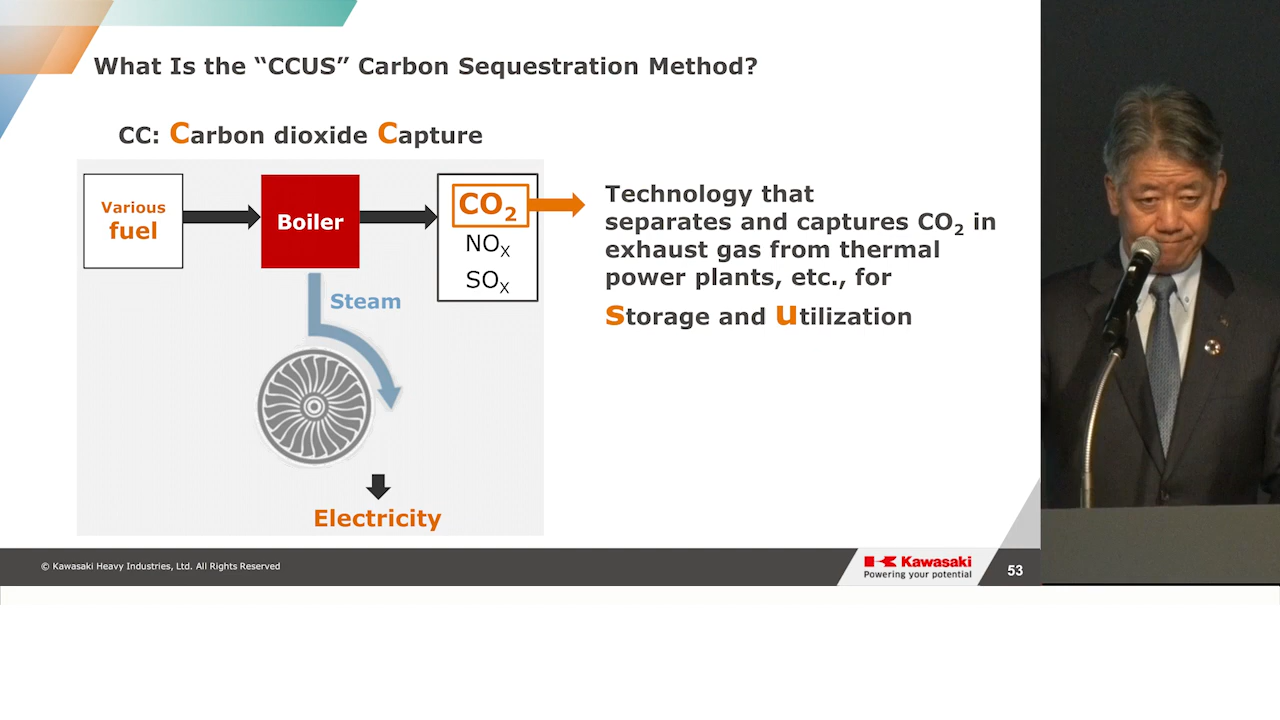 What Is the “CCUS” Carbon Sequestration Method?
CC: Carbon dioxide Capture
Various
fuel
Boiler
CO₂
NOX
SOX
Steam
Electricity
Technology that
separates and captures CO₂ in
exhaust gas from thermal
power plants, etc., for
storage and utilization
© Kawasaki Heavy Industries, Ltd. All Rights Reserved
Kawasaki
Powering your potential
53